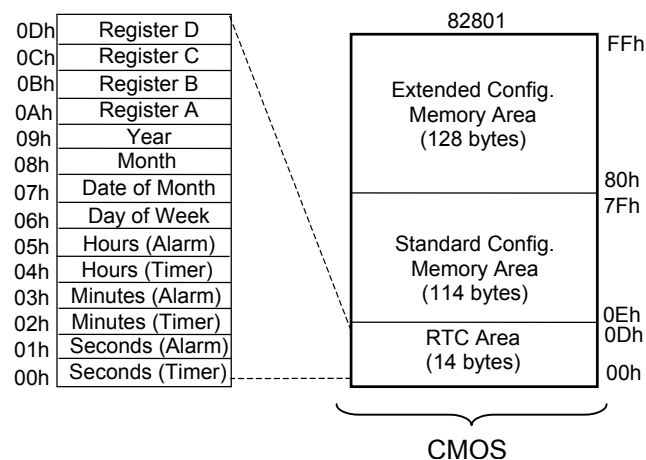 0Dh Register D
0Ch Register C
0Bh Register B
0Ah Register A
09h Year
08h Month
07h Date of Month
06h Day of Week
05h Hours (Alarm)
04h Hours (Timer)
03h Minutes (Alarm)
02h Minutes (Timer)
01h Seconds (Alarm)
00h Seconds (Timer)
82801
FFh
Extended Config.
Memory Area
(128 bytes)
80h
7Fh
Standard Config.
Memory Area
(114 bytes)
0Eh
0Dh
RTC Area
(14 bytes)
00h
CMOS